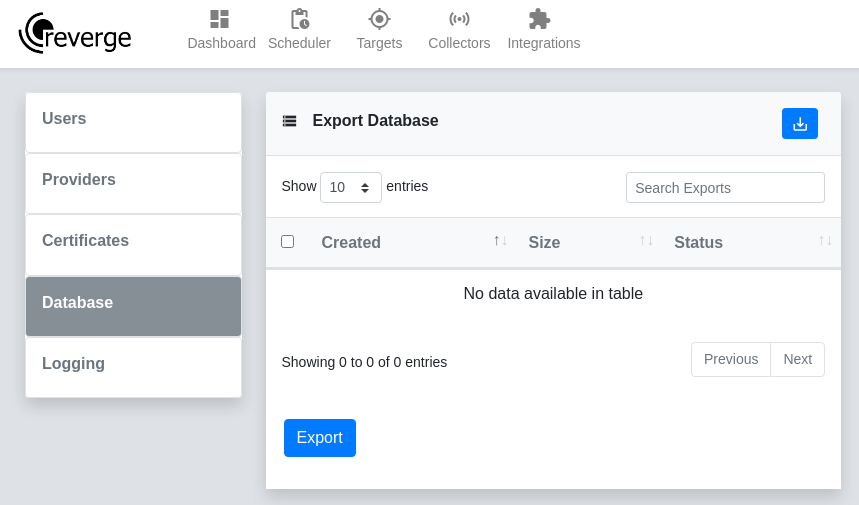 reverge
Dashboard Scheduler Targets Collectors Integrations
Users
Providers
Certificates
Database
Logging
Export Database
Show 10 entries
Search Exports
Created ↑↓ Size ↑↓ Status ↑↓
No data available in table
Showing 0 to 0 of 0 entries
Previous Next
Export